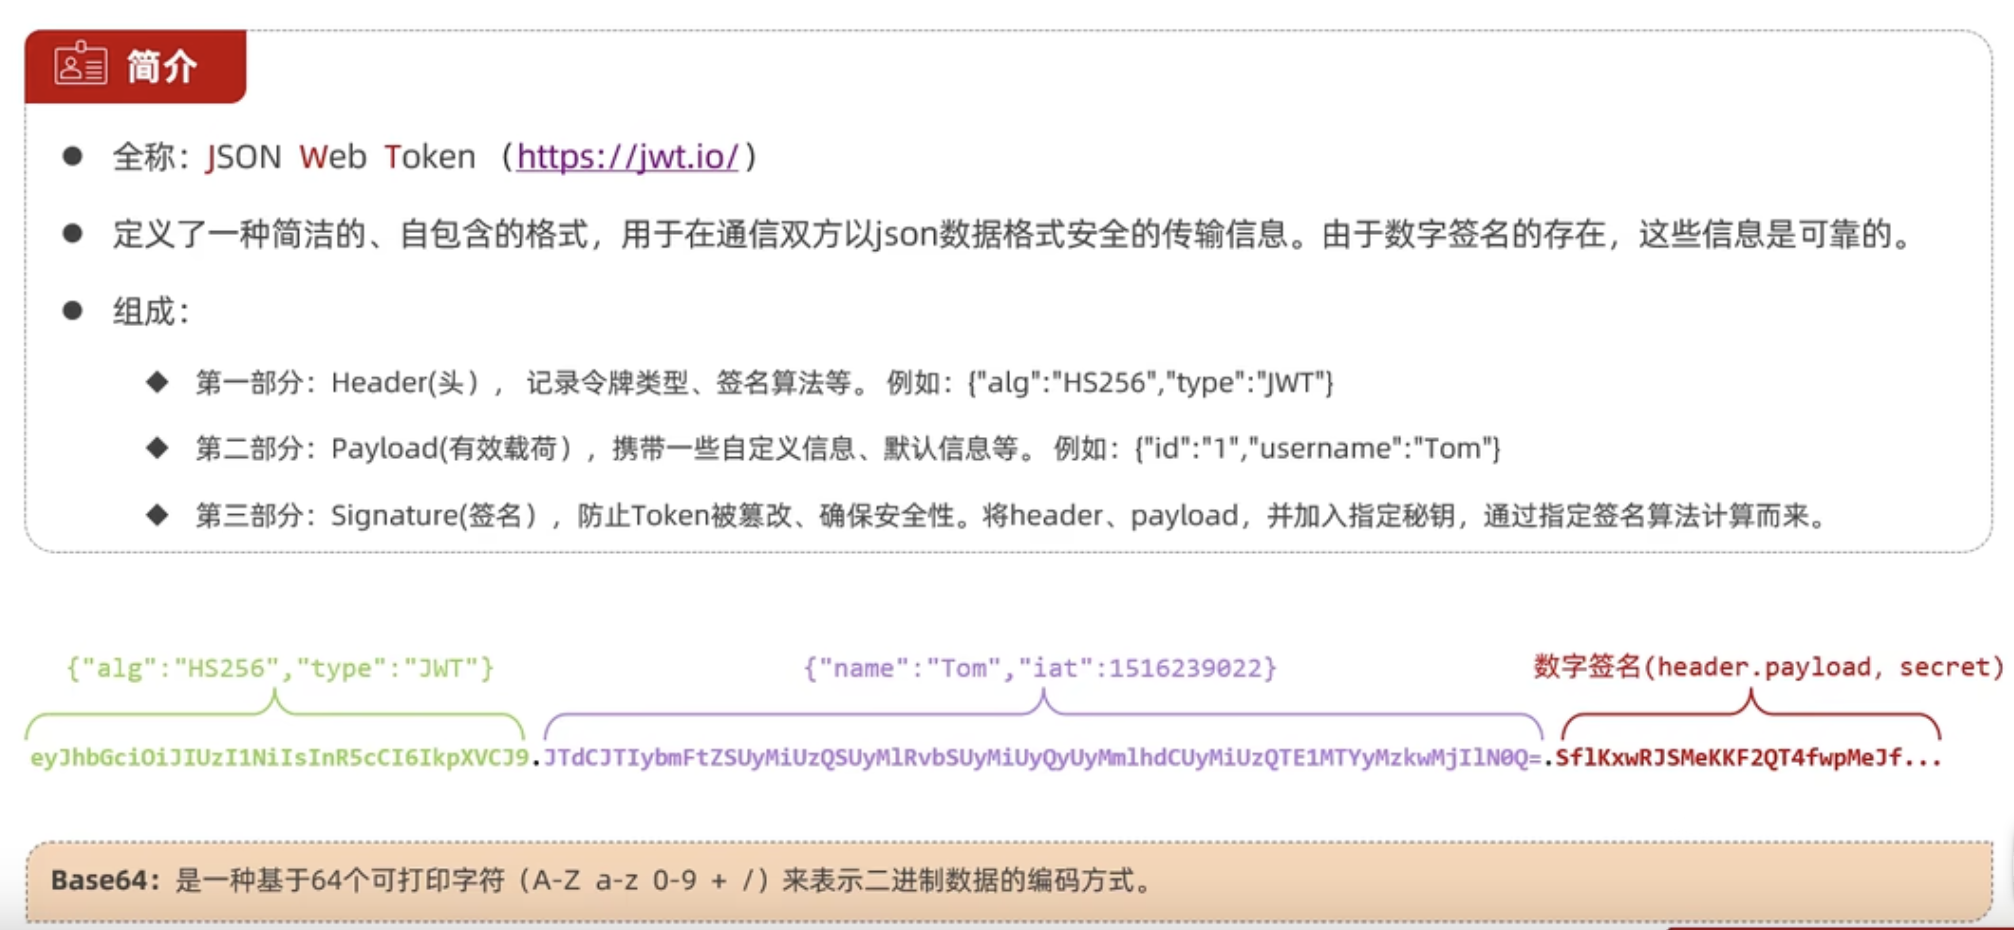 简介
全称：JSON Web Token（https://jwt.io/）
定义了一种简洁的、自包含的格式，用于在通信双方以json数据格式安全的传输信息。由于数字签名的存在，这些信息是可靠的。
组成：
第一部分：Header(头）， 记录令牌类型、签名算法等。 例如：{"alg":"HS256","type":"JWT"}
第二部分：Payload(有效载荷），携带一些自定义信息、默认信息等。 例如：{"id":"1","username":"Tom"}
第三部分：Signature(签名），防止Token被篡改、确保安全性。将header、payload，并加入指定秘钥，通过指定签名算法计算而来。
{"alg":"HS256","type":"JWT"} {"name":"Tom","iat":1516239022} 数字签名(header.payload, secret)
eyJhbGciOiJIUzI1NiIsInR5cCI6IkpXVCJ9.JTdCJTIybmFtZSUyMiUzQSUyMlRvbSUyMiUyQyUyMmlhdCUyMiUzQTE1MTYyMzkwMjIlN0Q=.SflKxwRJSMeKKF2QT4fwpMeJf...
Base64：是一种基于64个可打印字符（A-Z a-z 0-9 + /）来表示二进制数据的编码方式。